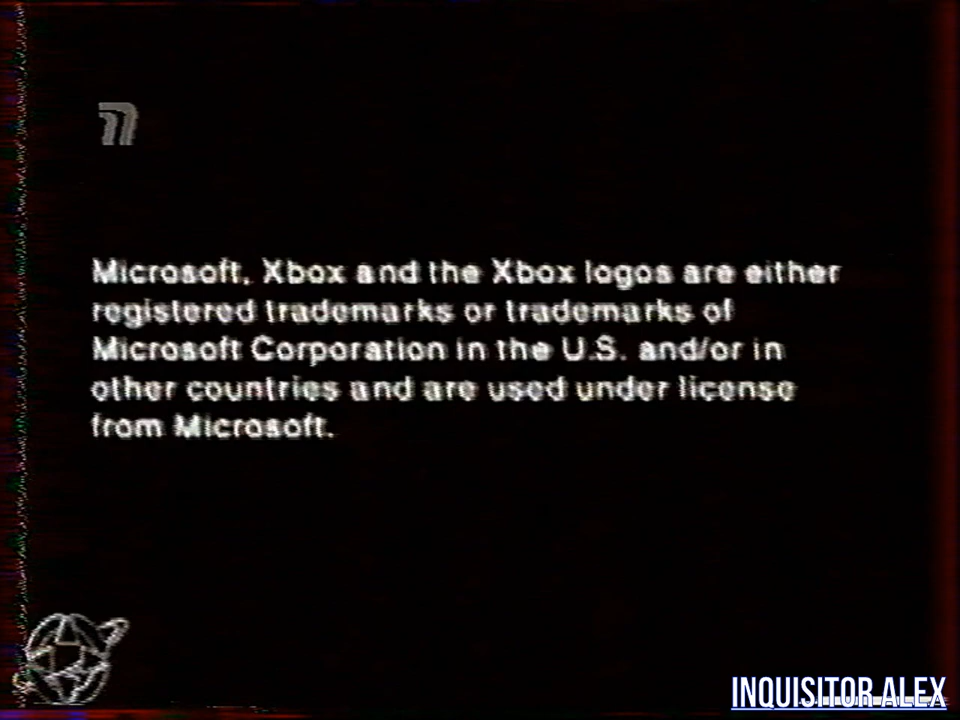 Microsoft, Xbox and the Xbox logos are either
registered trademarks or trademarks of
Microsoft Corporation in the U.S. and/or in
other countries and are used under license
from Microsoft.
INQUISITOR ALEX